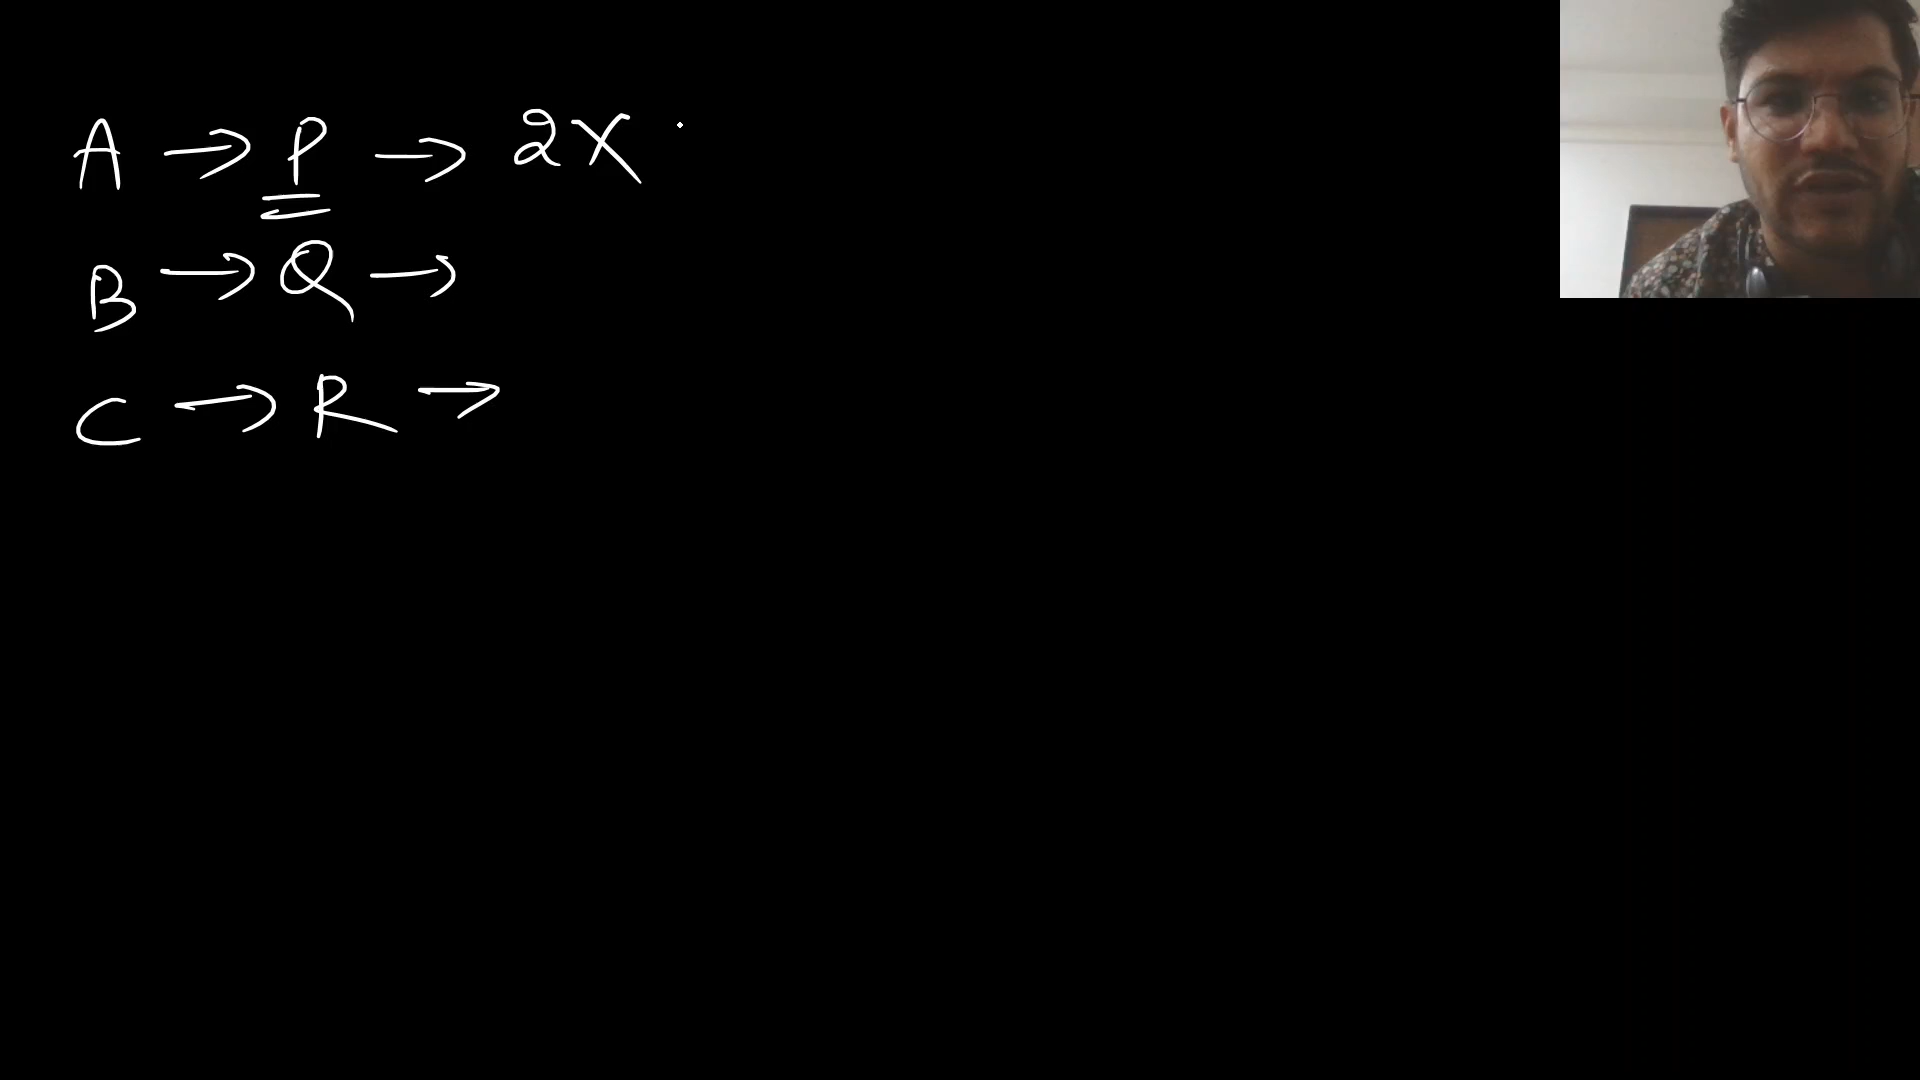 A → P → 2X
B → Q →
C → R →